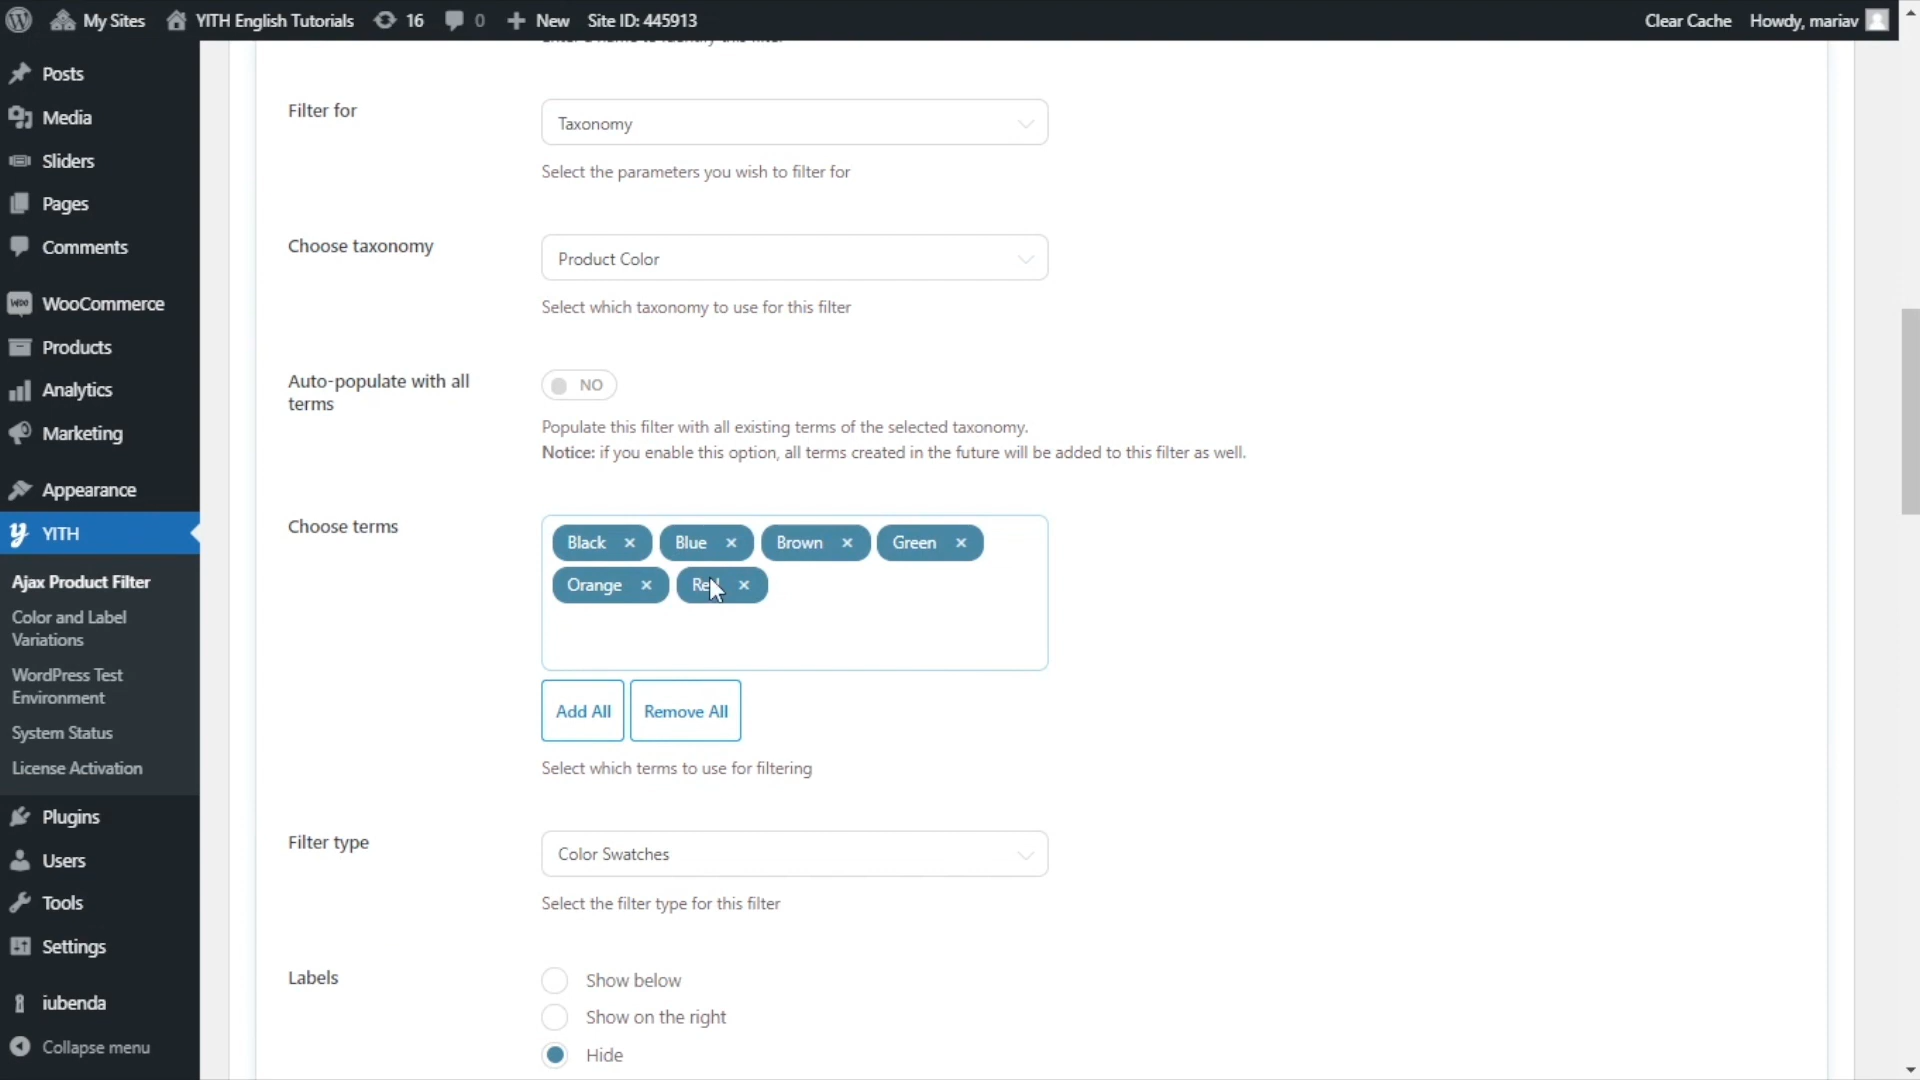 My Sites YITH English Tutorials 16 0 New Site ID: 445913 Clear Cache Howdy, mariav
Posts
Media
Sliders
Pages
Comments
WooCommerce
Products
Analytics
Marketing
Appearance
YITH
Ajax Product Filter
Color and Label
Variations
WordPress Test
Environment
System Status
License Activation
Plugins
Users
Tools
Settings
iubenda
Collapse menu
Filter for
Taxonomy
Select the parameters you wish to filter for
Choose taxonomy
Product Color
Select which taxonomy to use for this filter
Auto-populate with all
terms
NO
Populate this filter with all existing terms of the selected taxonomy.
Notice: if you enable this option, all terms created in the future will be added to this filter as well.
Choose terms
Black × Blue × Brown × Green ×
Orange × Red ×
Add All Remove All
Select which terms to use for filtering
Filter type
Color Swatches
Select the filter type for this filter
Labels
Show below
Show on the right
Hide